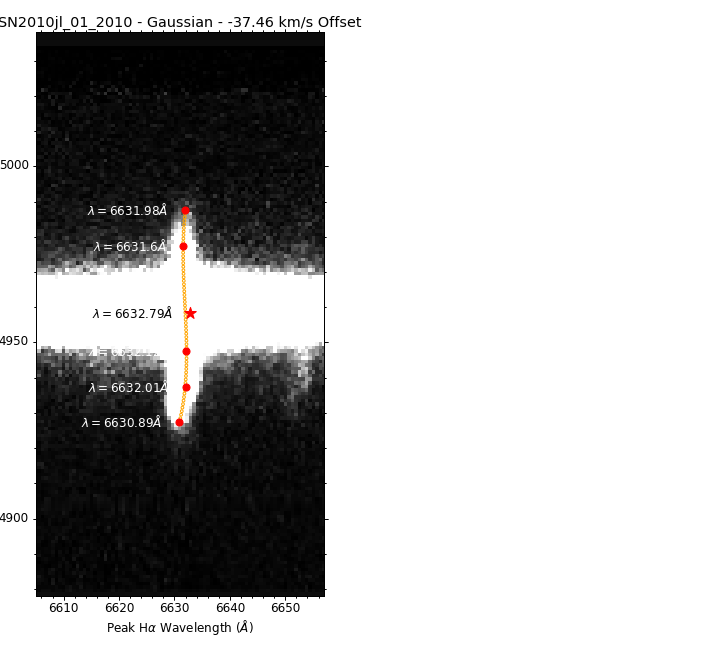 SN2010jl_01_2010 - Gaussian - -37.46 km/s Offset
5000
λ = 6631.98Å
λ = 6631.6Å
λ = 6632.79Å
4950
λ = 6632.01Å
λ = 6630.89Å
4900
6610 6620 6630 6640 6650
Peak Hα Wavelength (Å)